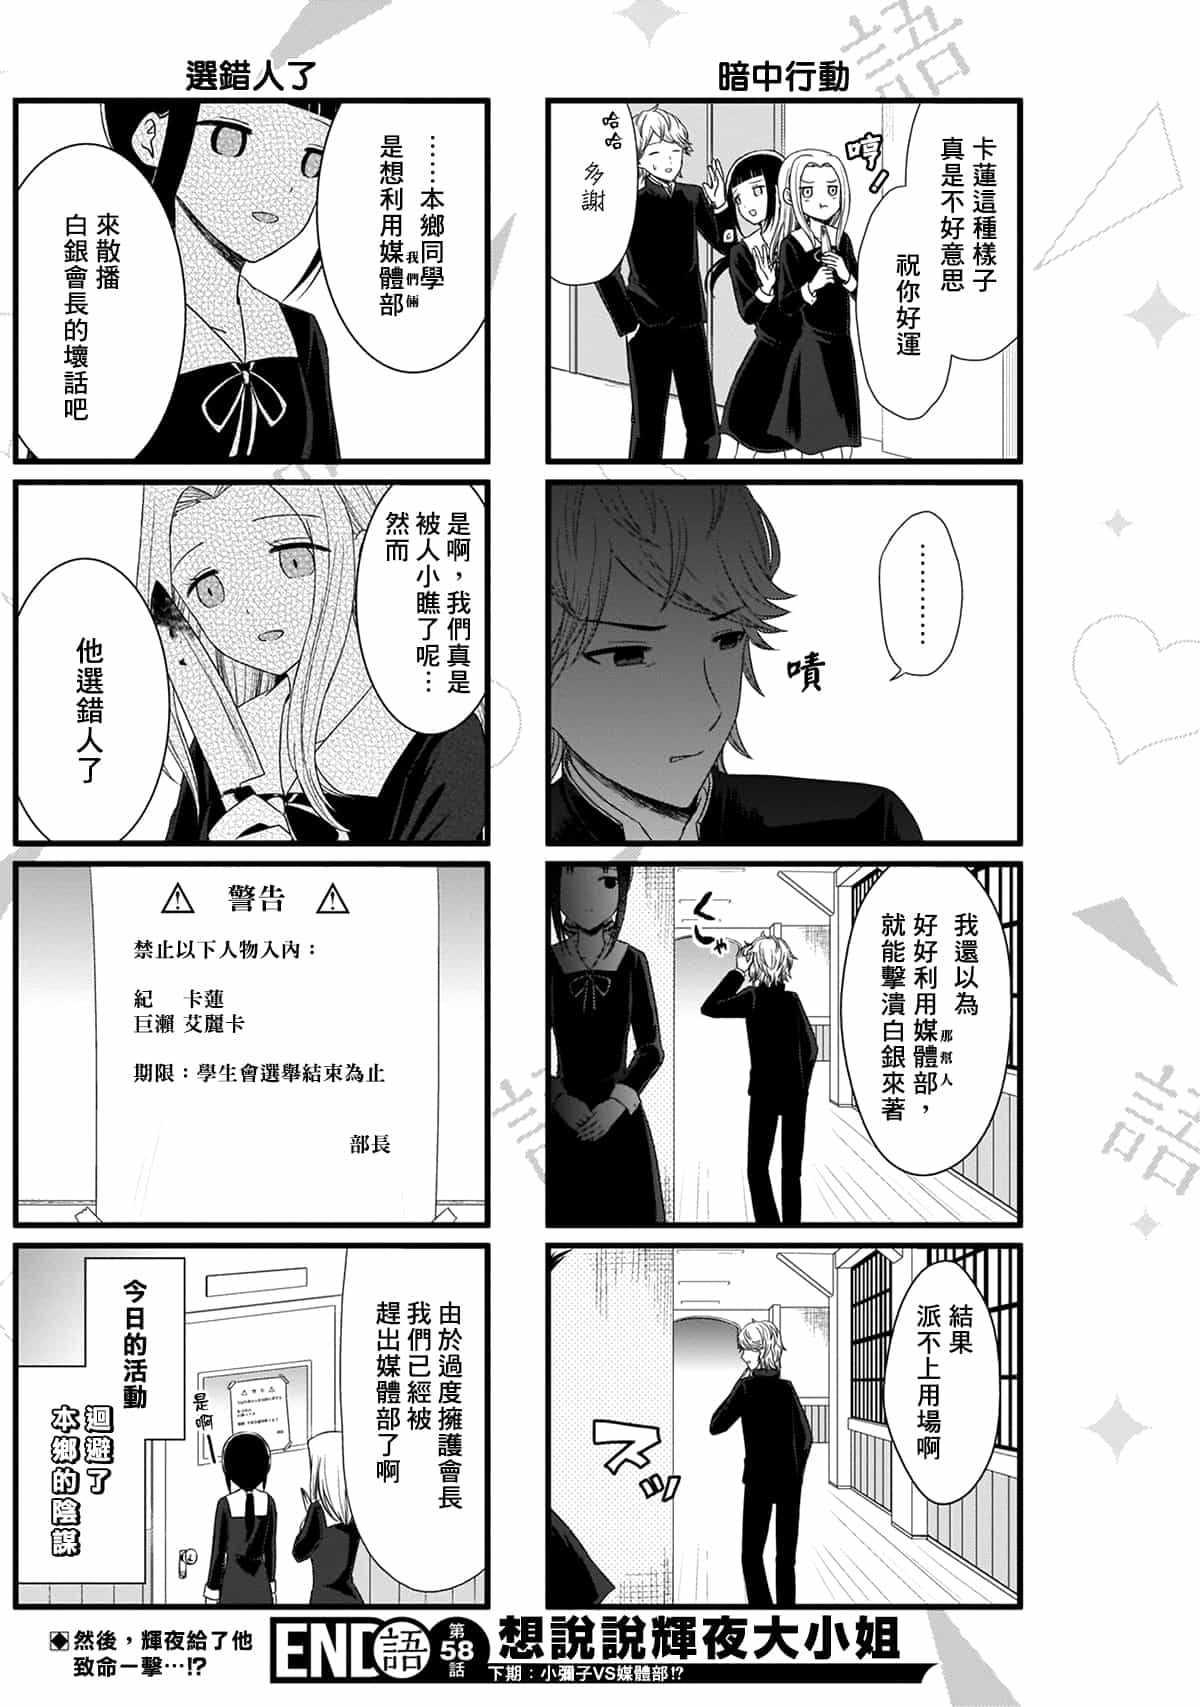 暗中行動
卡蓮這種樣子
真是不好意思
祝你好運
哼!
哈哈
多謝
…………
嘖
我還以為
好好利用媒體部，
那幫人
就能擊潰白銀來著
結果
派不上用場啊
選錯人了
……本鄉同學
是想利用媒體部
我們倆
來散播
白銀會長的壞話吧
是啊，我們真是
被人小瞧了呢…
然而
他選錯人了
⚠ 警告 ⚠
禁止以下人物入內：
紀 卡蓮
巨瀨 艾麗卡
期限：學生會選舉結束為止
部長
由於過度擁護會長
我們已經被
趕出媒體部了啊
是啊
今日的活動
迴避了
本鄉的陰謀
然後，輝夜給了他
致命一擊…!?
END
語
第
58
話
想說說輝夜大小姐
下期：小彌子VS媒體部!?
語
語
語
語